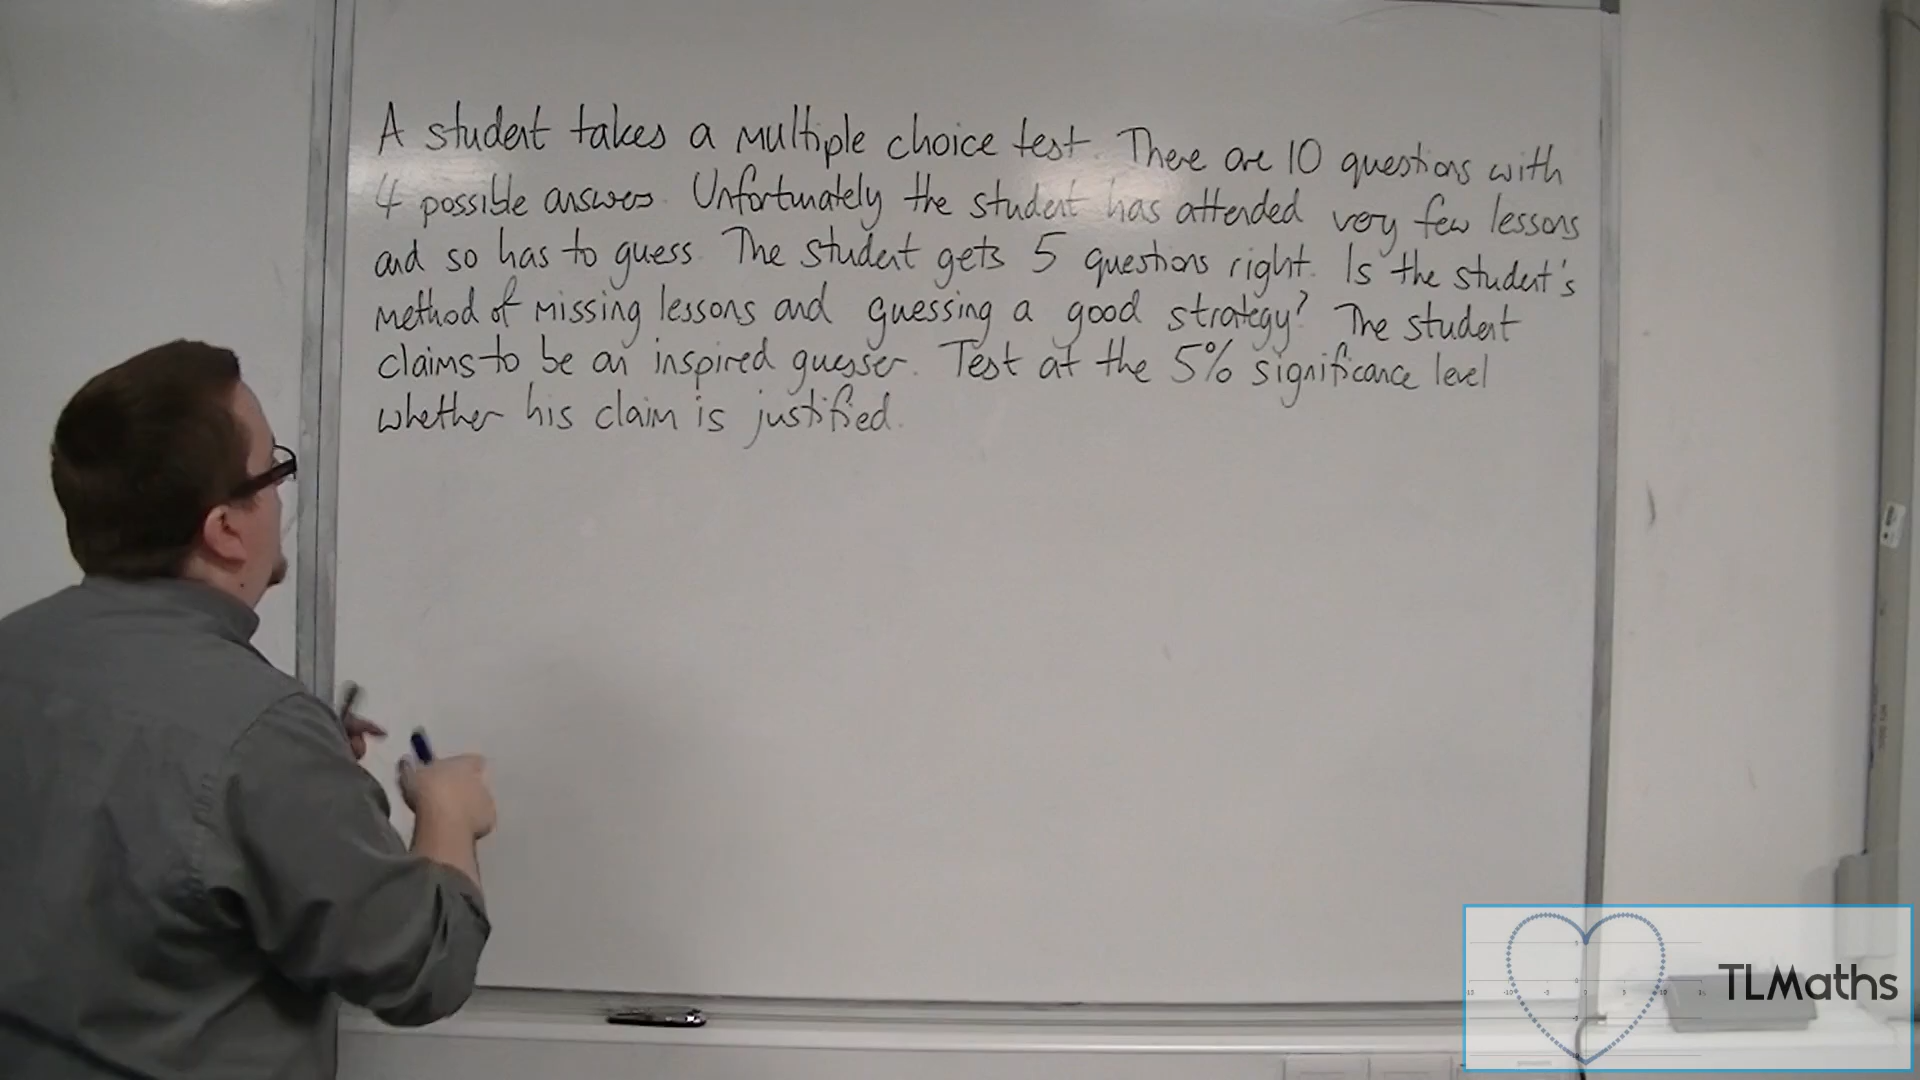 A student takes a multiple choice test. There are 10 questions with
4 possible answers. Unfortunately the student has attended very few lessons
and so has to guess. The student gets 5 questions right. Is the student's
method of missing lessons and guessing a good strategy? The student
claims to be an inspired guesser. Test at the 5% significance level
whether his claim is justified.
TLMaths